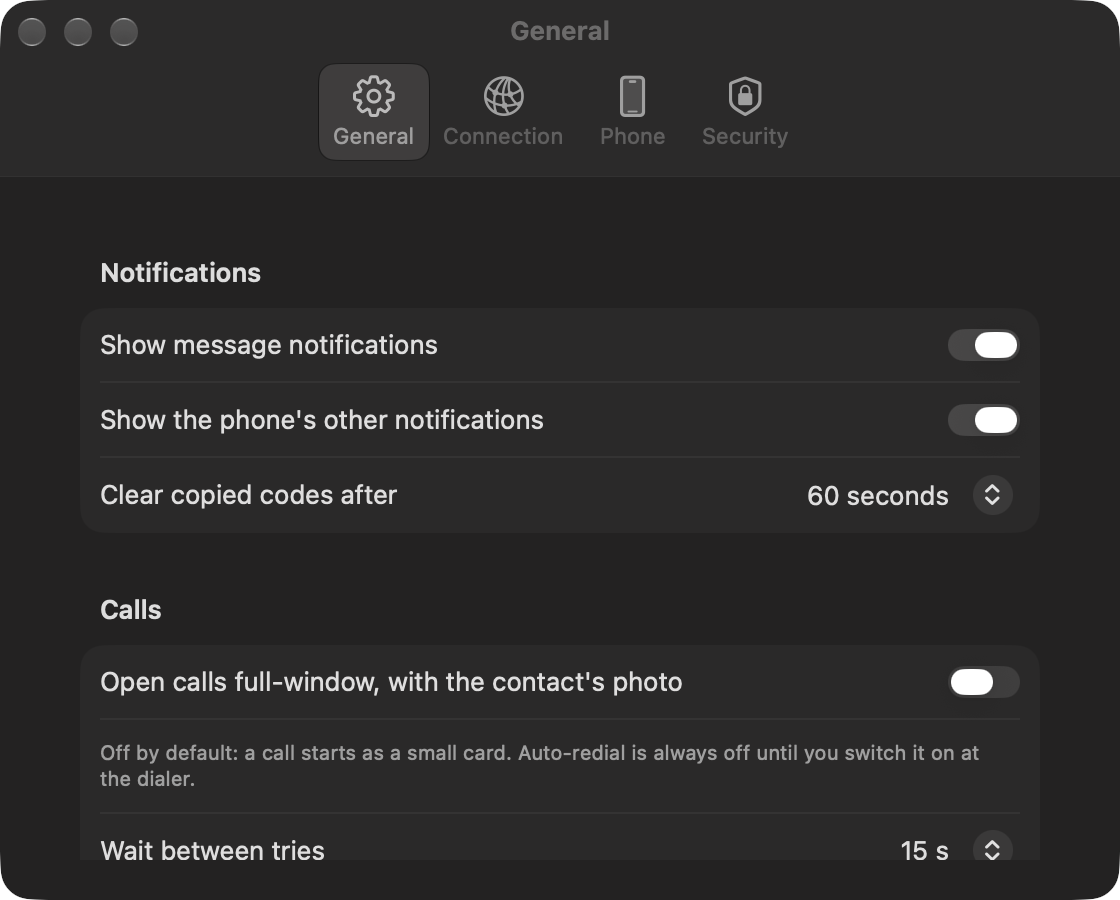 General
General
Connection
Phone
Security
Notifications
Show message notifications
Show the phone's other notifications
Clear copied codes after
60 seconds
Calls
Open calls full-window, with the contact's photo
Off by default: a call starts as a small card. Auto-redial is always off until you switch it on at
the dialer.
Wait between tries
15 s